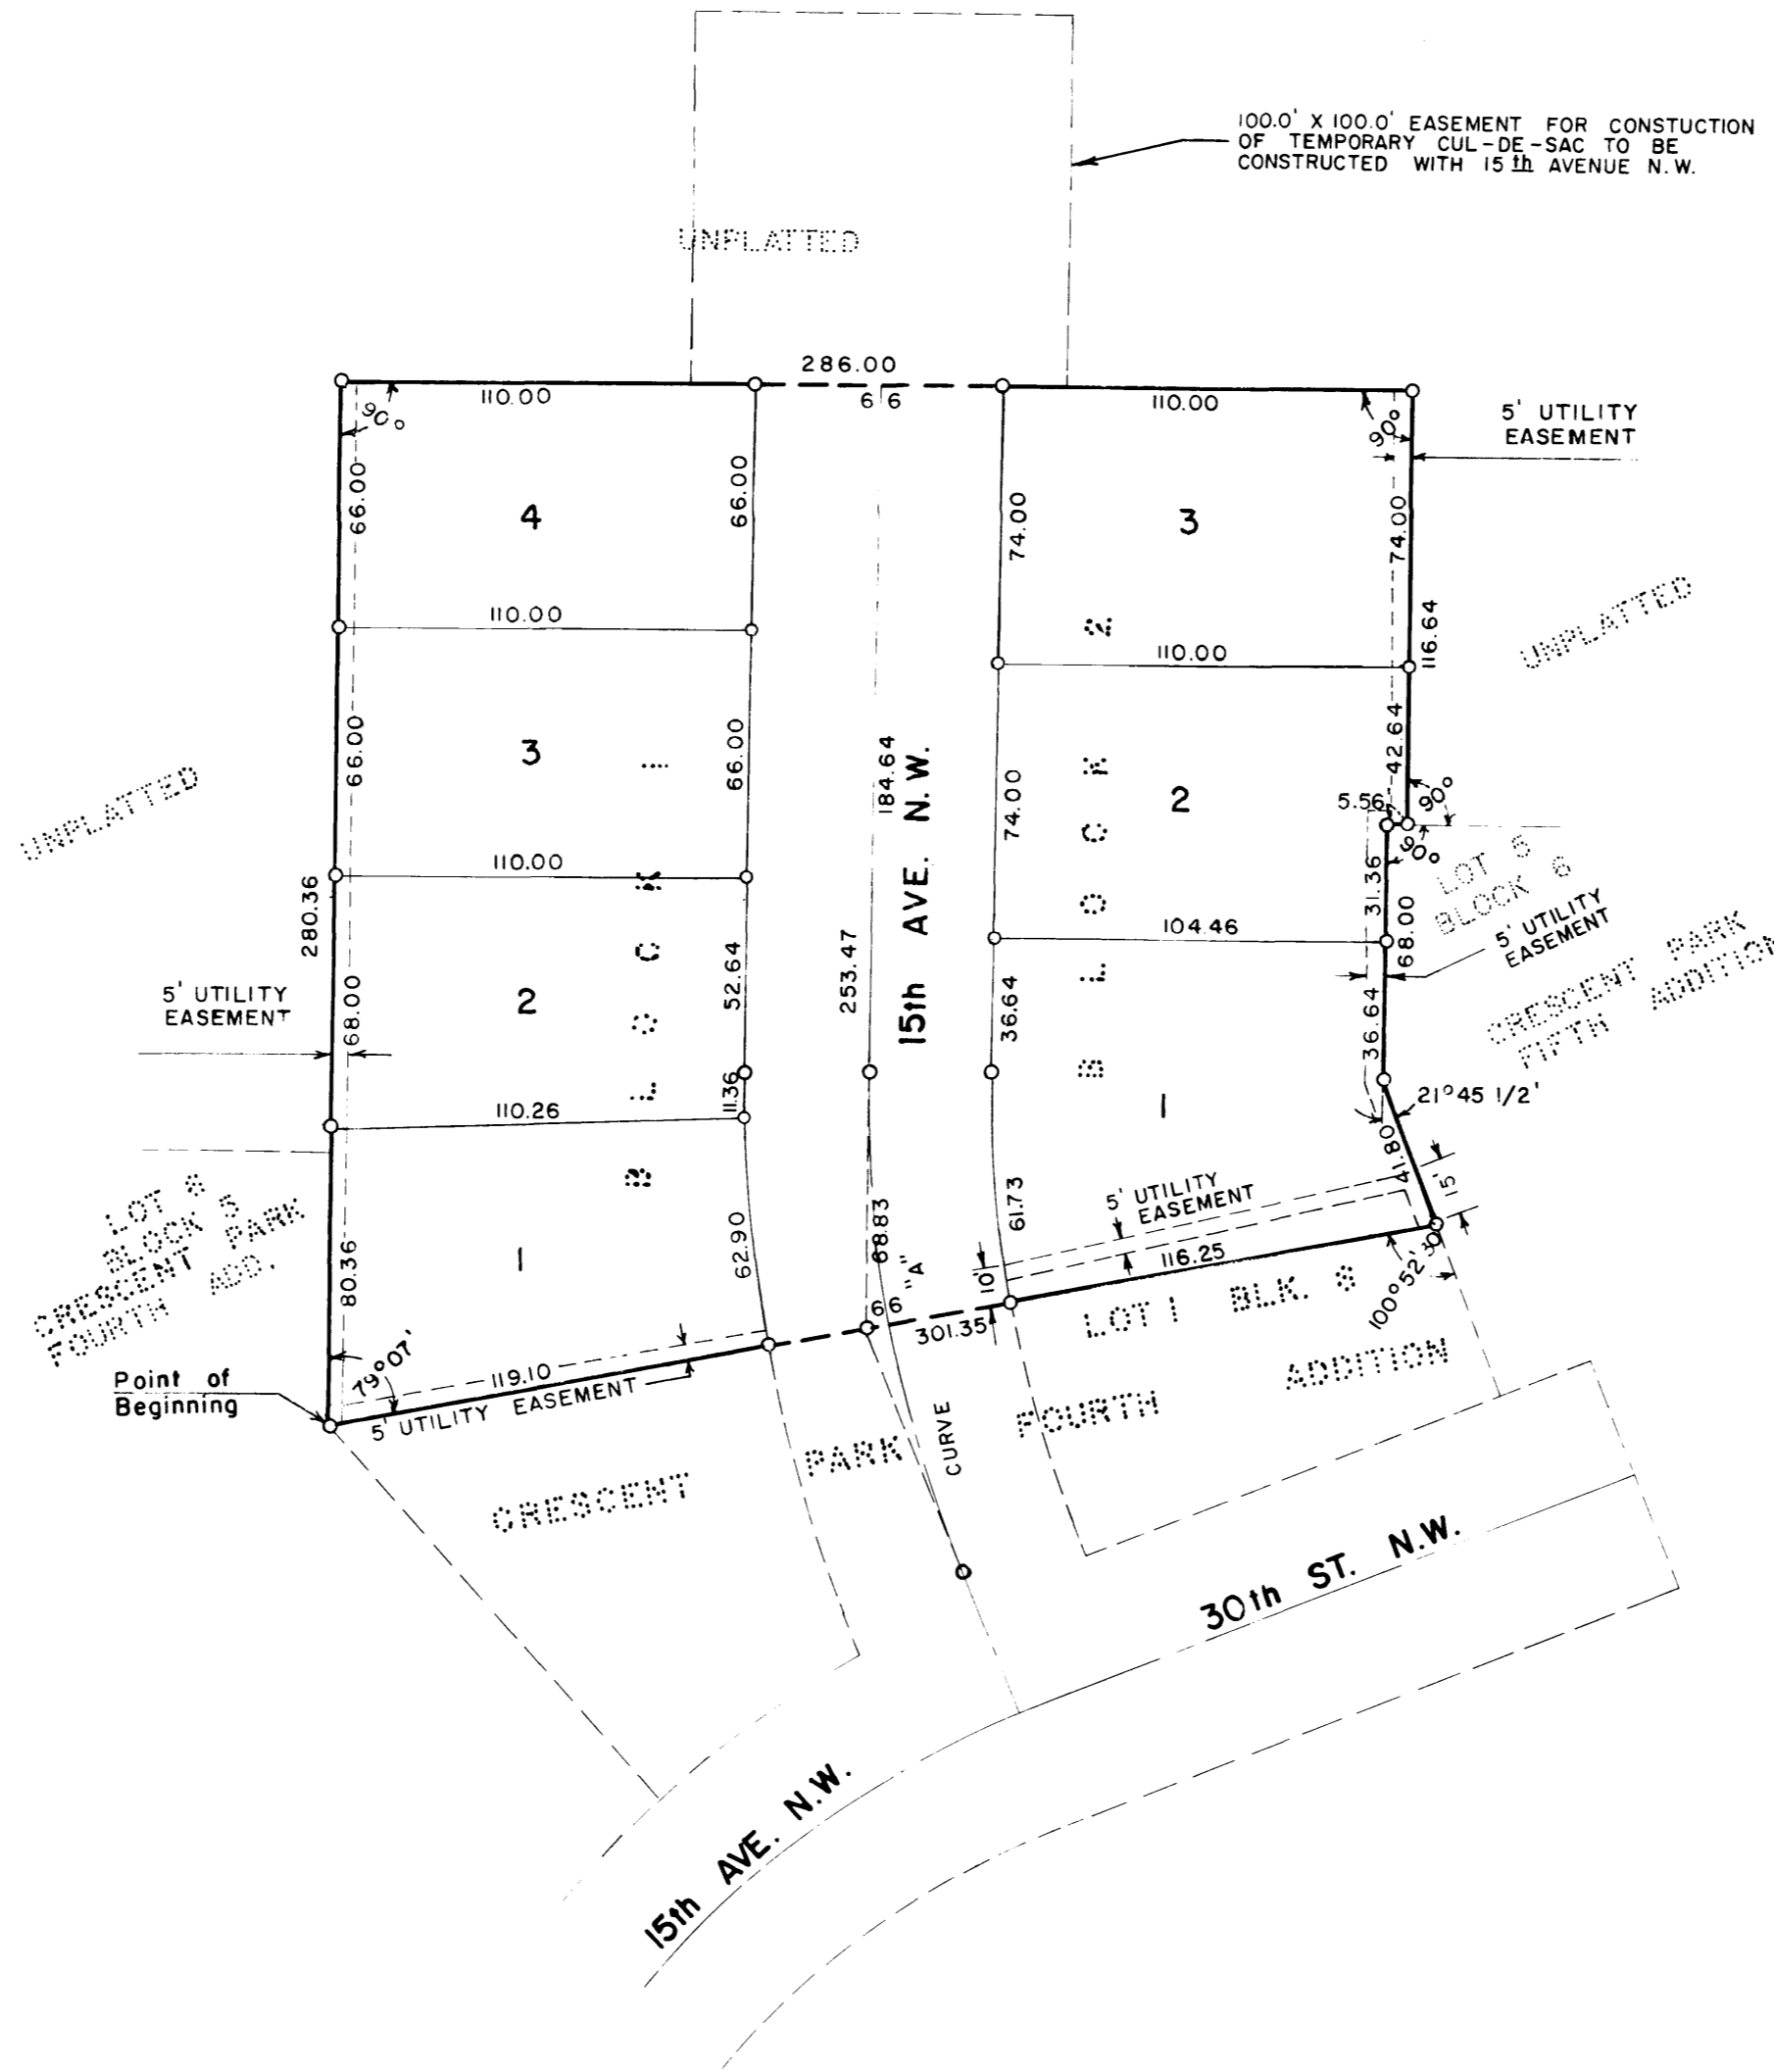 100.0' X 100.0' EASEMENT FOR CONSTUCTION
OF TEMPORARY CUL-DE-SAC TO BE
CONSTRUCTED WITH 15th AVENUE N.W.
UNPLATTED
286.00
110.00
66
110.00
90°
90°
5' UTILITY
EASEMENT
66.00
66.00
74.00
74.00
4
3
110.00
110.00
116.64
UNPLATTED
3
2
66.00
66.00
184.64
74.00
42.64
5.56
90°
90°
UNPLATTED
110.00
15th AVE. N.W.
BLOCK 1
BLOCK 2
280.36
31.36
LOT 5
BLOCK 6
5' UTILITY
EASEMENT
68.00
CRESCENT PARK
FIFTH ADDITION
104.46
253.47
5' UTILITY
EASEMENT
2
68.00
52.64
36.64
36.64
11.36
1
21°45 1/2'
110.26
41.80
15'
LOT 8
BLOCK 5
CRESCENT PARK
FOURTH ADD.
80.36
1
62.90
68.83
61.73
5' UTILITY
EASEMENT
10'
116.25
100°52' 30"
66
"A"
301.35
LOT 1 BLK. 8
79°07'
119.10
5' UTILITY EASEMENT
Point of
Beginning
CURVE
CRESCENT PARK FOURTH ADDITION
30th ST. N.W.
15th AVE. N.W.